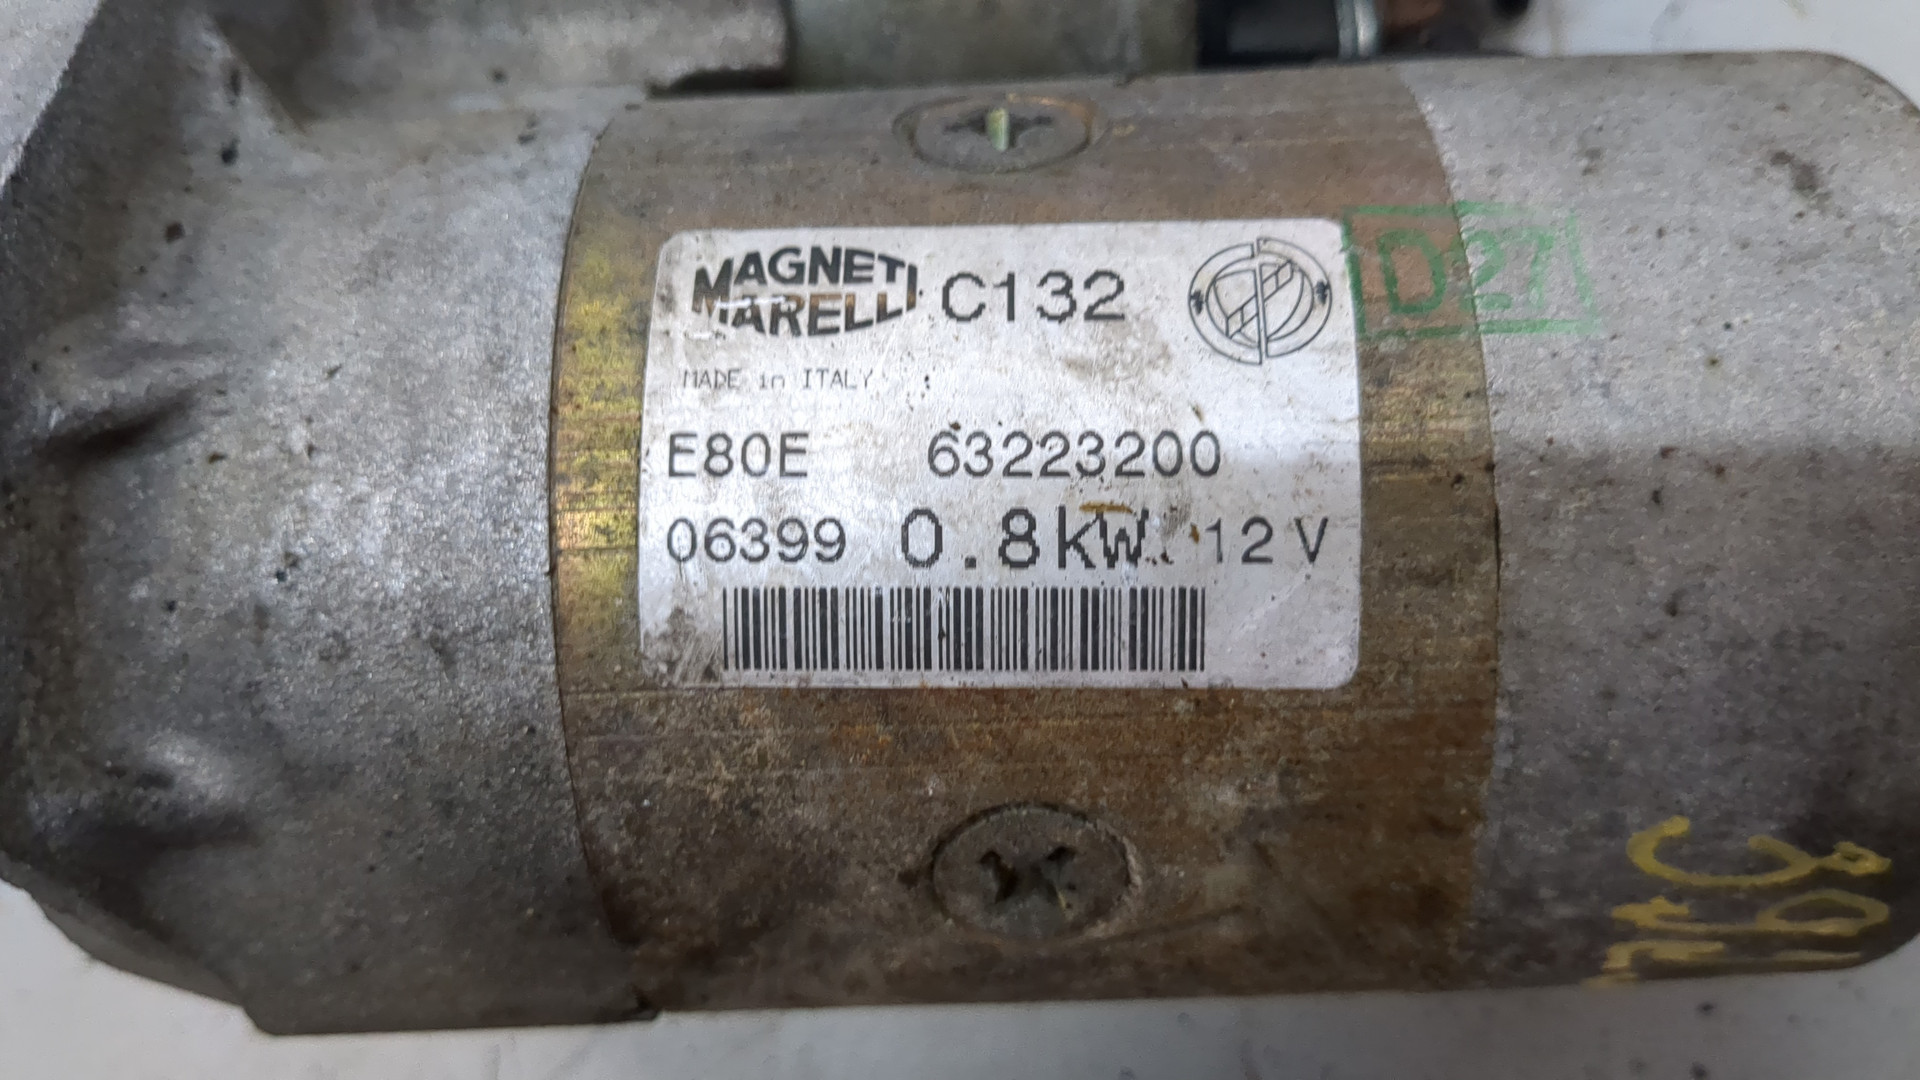 MAGNETI
MARELLI C132
D27
MADE in ITALY
E80E 63223200
06399 0.8kW 12V